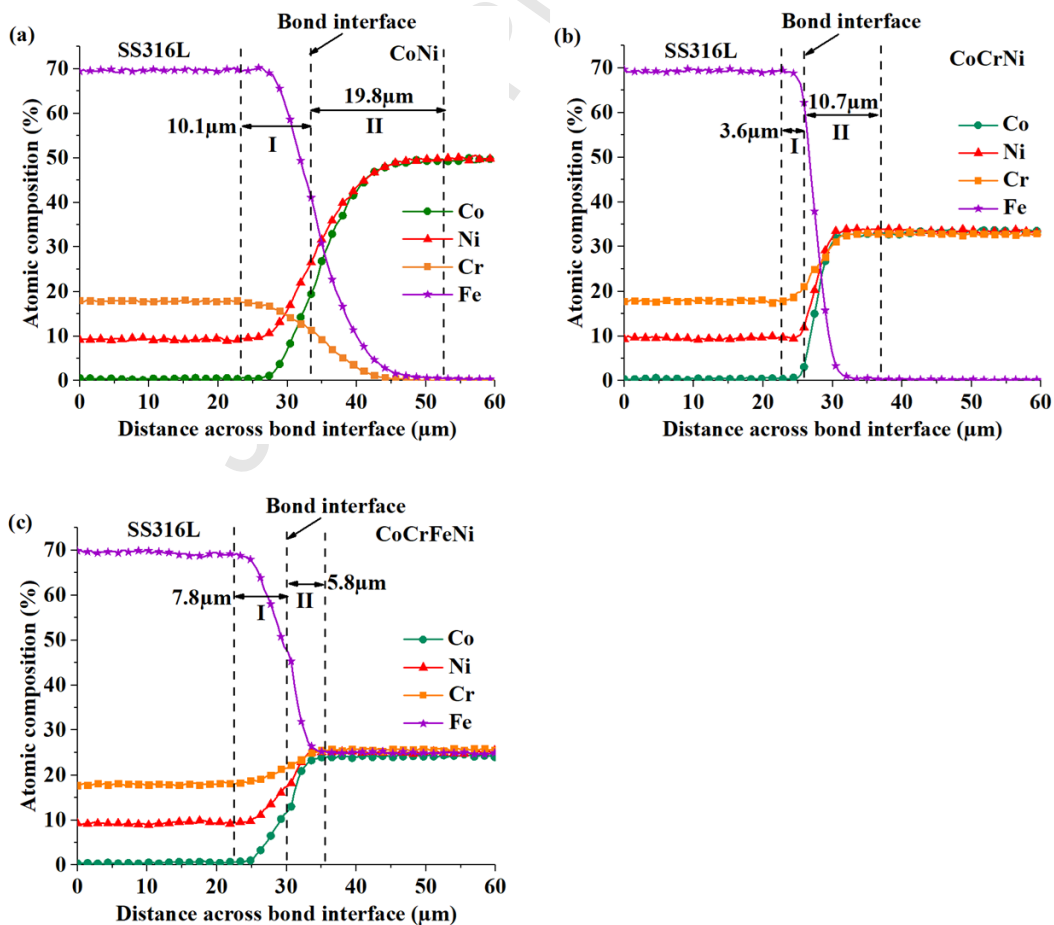 Bond interface
(a)
SS316L
CoNi
70
60
50
40
30
20
10
0
19.8μm
II
10.1μm
I
Co
Ni
Cr
Fe
Atomic composition (%)
0 10 20 30 40 50 60
Distance across bond interface (μm)
Bond interface
(b)
SS316L
CoCrNi
70
60
50
40
30
20
10
0
10.7μm
3.6μm
I
II
Co
Ni
Cr
Fe
Atomic composition (%)
0 10 20 30 40 50 60
Distance across bond interface (μm)
Bond interface
(c)
SS316L
CoCrFeNi
70
60
50
40
30
20
10
0
7.8μm
I
II
5.8μm
Co
Ni
Cr
Fe
Atomic composition (%)
0 10 20 30 40 50 60
Distance across bond interface (μm)